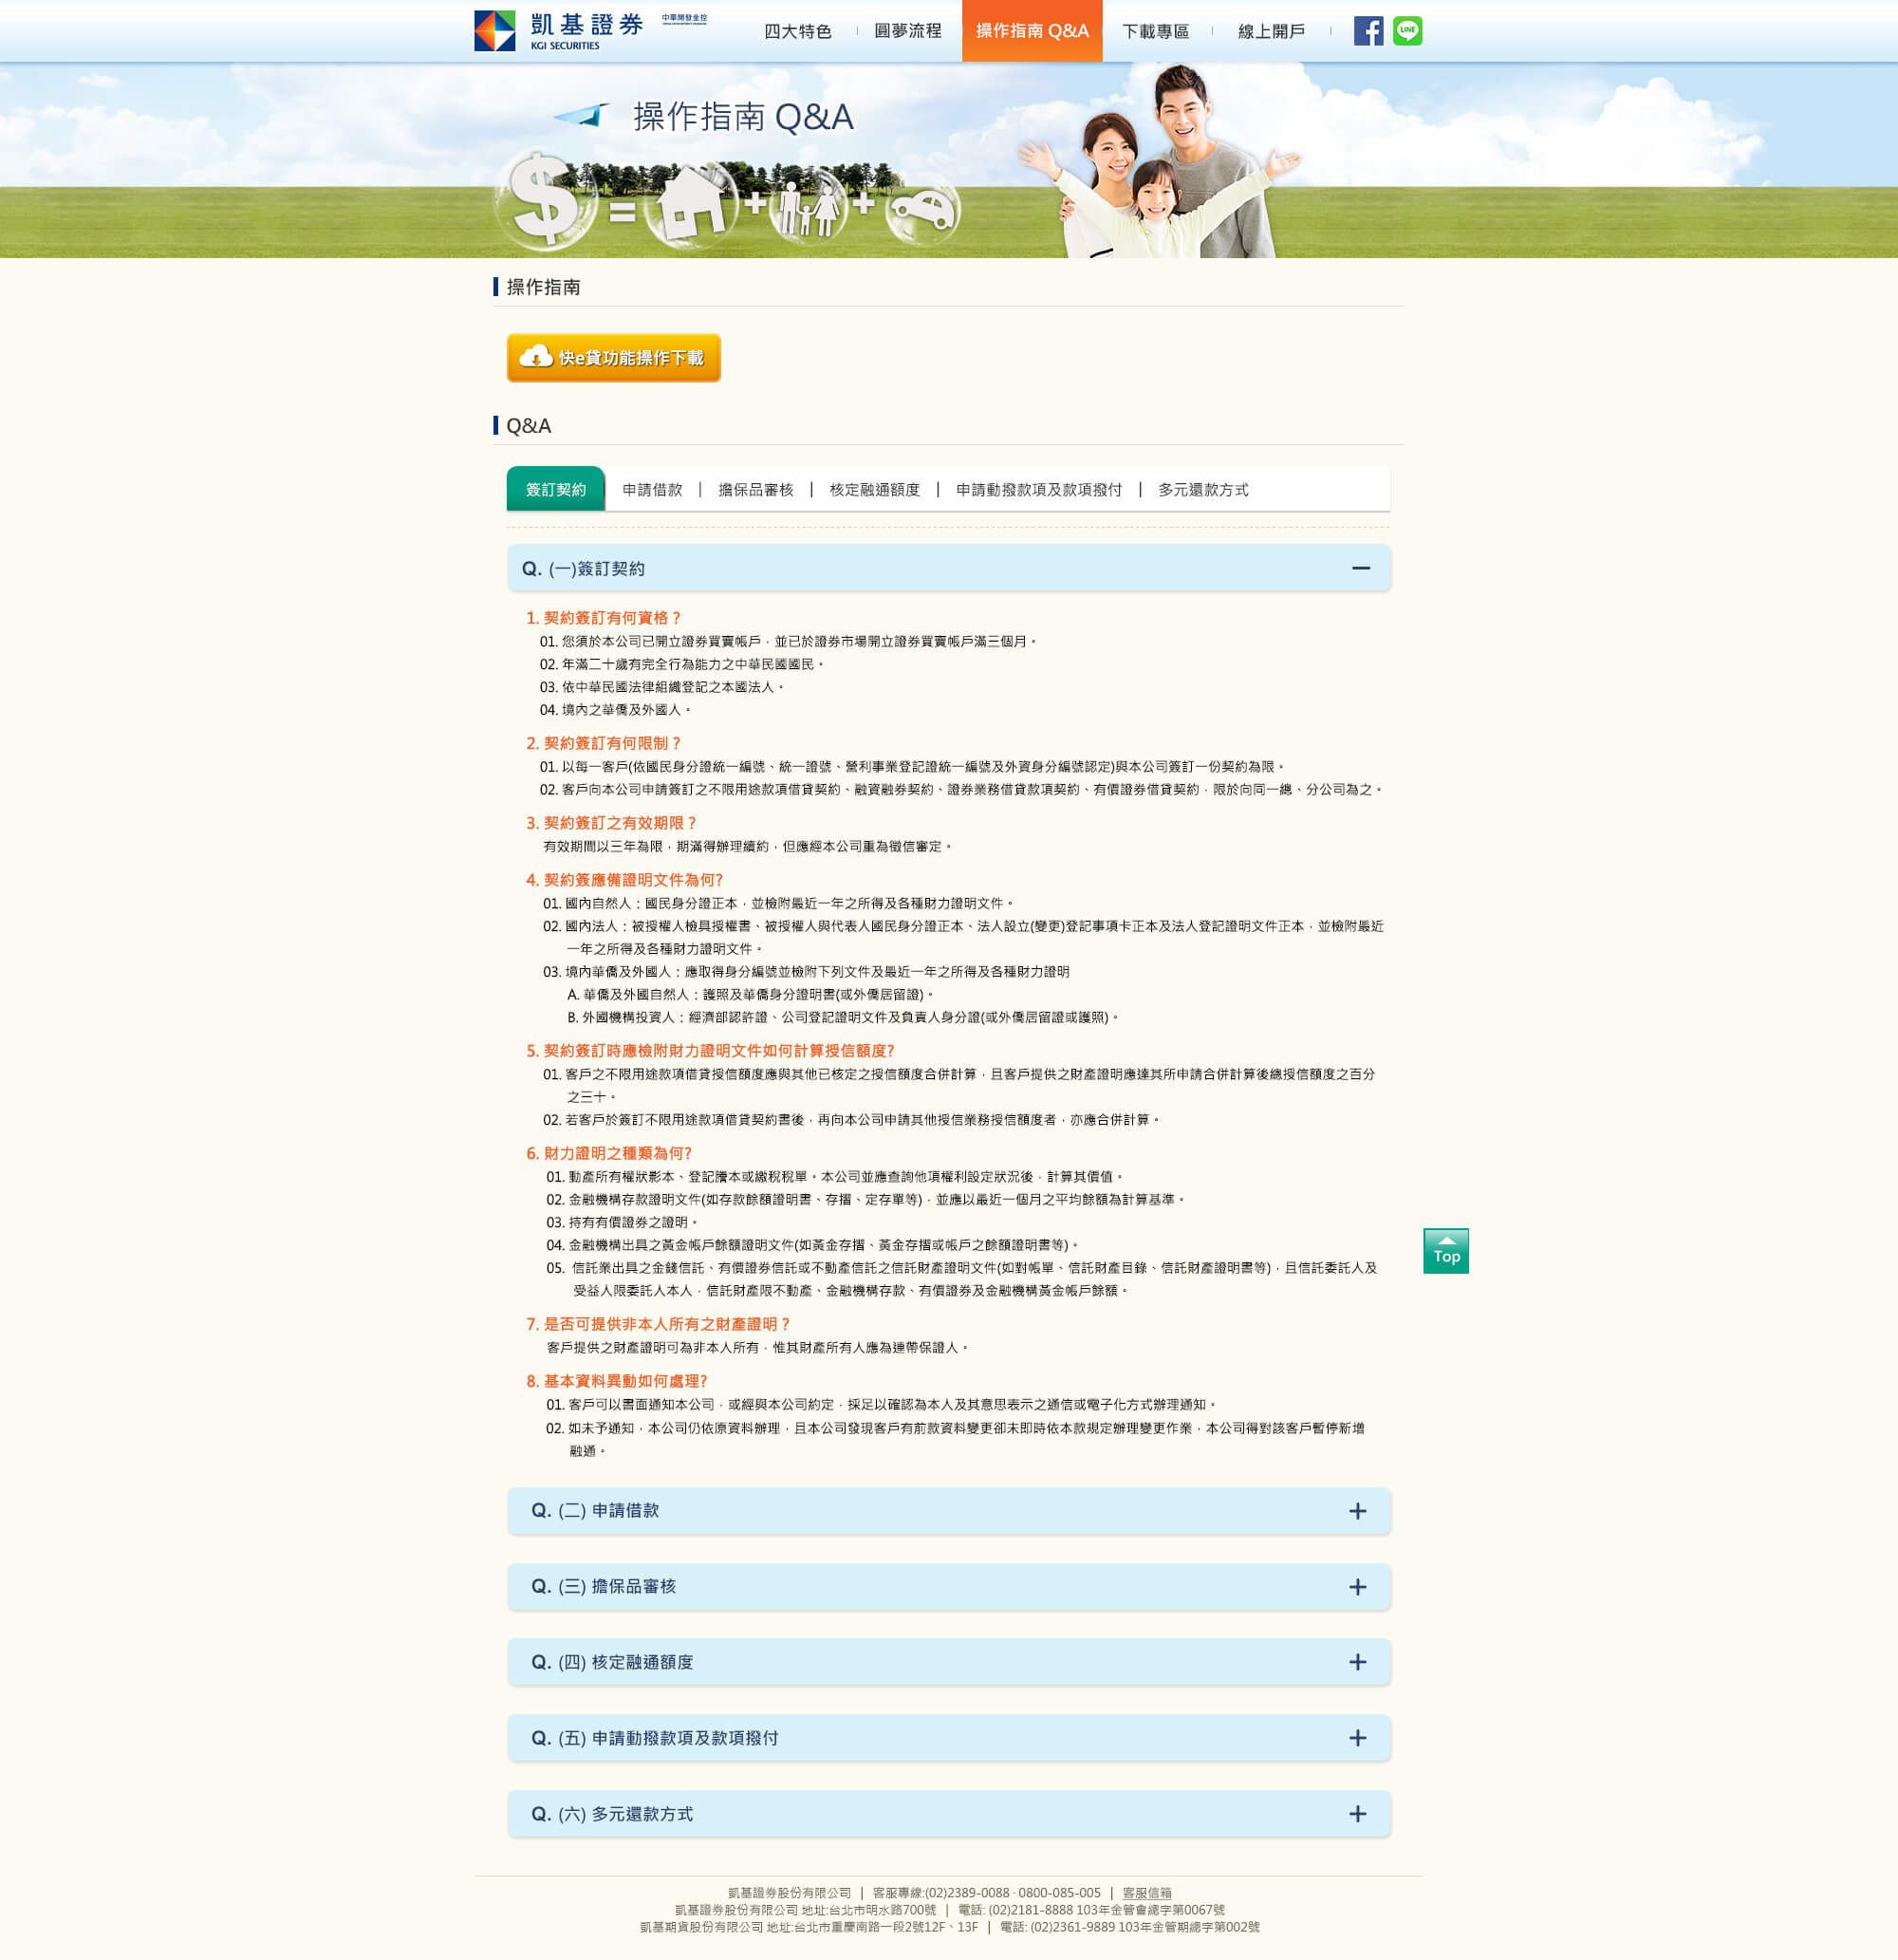 凱基證券 中華開發金控
KGI SECURITIES
四大特色 圓夢流程 操作指南 Q&A 下載專區 線上開戶 LINE
操作指南 Q&A
操作指南
快e貸功能操作下載
Q&A
簽訂契約 申請借款 | 擔保品審核 | 核定融通額度 | 申請動撥款項及款項撥付 | 多元還款方式
Q. (一)簽訂契約
1. 契約簽訂有何資格？
01. 您須於本公司已開立證券買賣帳戶，並已於證券市場開立證券買賣帳戶滿三個月。
02. 年滿二十歲有完全行為能力之中華民國國民。
03. 依中華民國法律組織登記之本國法人。
04. 境內之華僑及外國人。
2. 契約簽訂有何限制？
01. 以每一客戶(依國民身分證統一編號、統一證號、營利事業登記證統一編號及外資身分編號認定)與本公司簽訂一份契約為限。
02. 客戶向本公司申請簽訂之不限用途款項借貸契約、融資融券契約、證券業務借貸款項契約、有價證券借貸契約，限於向同一總、分公司為之。
3. 契約簽訂之有效期限？
有效期間以三年為限，期滿得辦理續約，但應經本公司重為徵信審定。
4. 契約簽應備證明文件為何?
01. 國內自然人：國民身分證正本，並檢附最近一年之所得及各種財力證明文件。
02. 國內法人：被授權人檢具授權書、被授權人與代表人國民身分證正本、法人設立(變更)登記事項卡正本及法人登記證明文件正本，並檢附最近
一年之所得及各種財力證明文件。
03. 境內華僑及外國人：應取得身分編號並檢附下列文件及最近一年之所得及各種財力證明
A. 華僑及外國自然人：護照及華僑身分證明書(或外僑居留證)。
B. 外國機構投資人：經濟部認許證、公司登記證明文件及負責人身分證(或外僑居留證或護照)。
5. 契約簽訂時應檢附財力證明文件如何計算授信額度?
01. 客戶之不限用途款項借貸授信額度應與其他已核定之授信額度合併計算，且客戶提供之財產證明應達其所申請合併計算後總授信額度之百分
之三十。
02. 若客戶於簽訂不限用途款項借貸契約書後，再向本公司申請其他授信業務授信額度者，亦應合併計算。
6. 財力證明之種類為何?
01. 動產所有權狀影本、登記謄本或繳稅稅單。本公司並應查詢他項權利設定狀況後，計算其價值。
02. 金融機構存款證明文件(如存款餘額證明書、存摺、定存單等)，並應以最近一個月之平均餘額為計算基準。
03. 持有有價證券之證明。
04. 金融機構出具之黃金帳戶餘額證明文件(如黃金存摺、黃金存摺或帳戶之餘額證明書等)。
05. 信託業出具之金錢信託、有價證券信託或不動產信託之信託財產證明文件(如對帳單、信託財產目錄、信託財產證明書等)，且信託委託人及
受益人限委託人本人，信託財產限不動產、金融機構存款、有價證券及金融機構黃金帳戶餘額。
7. 是否可提供非本人所有之財產證明？
客戶提供之財產證明可為非本人所有，惟其財產所有人應為連帶保證人。
8. 基本資料異動如何處理?
01. 客戶可以書面通知本公司，或經與本公司約定，採足以確認為本人及其意思表示之通信或電子化方式辦理通知。
02. 如未予通知，本公司仍依原資料辦理，且本公司發現客戶有前款資料變更卻未即時依本款規定辦理變更作業，本公司得對該客戶暫停新增
融通。
Top
Q. (二) 申請借款
Q. (三) 擔保品審核
Q. (四) 核定融通額度
Q. (五) 申請動撥款項及款項撥付
Q. (六) 多元還款方式
凱基證券股份有限公司 | 客服專線:(02)2389-0088 · 0800-085-005 | 客服信箱
凱基證券股份有限公司 地址:台北市明水路700號 | 電話: (02)2181-8888 103年金管會總字第0067號
凱基期貨股份有限公司 地址:台北市重慶南路一段2號12F、13F | 電話: (02)2361-9889 103年金管期總字第002號